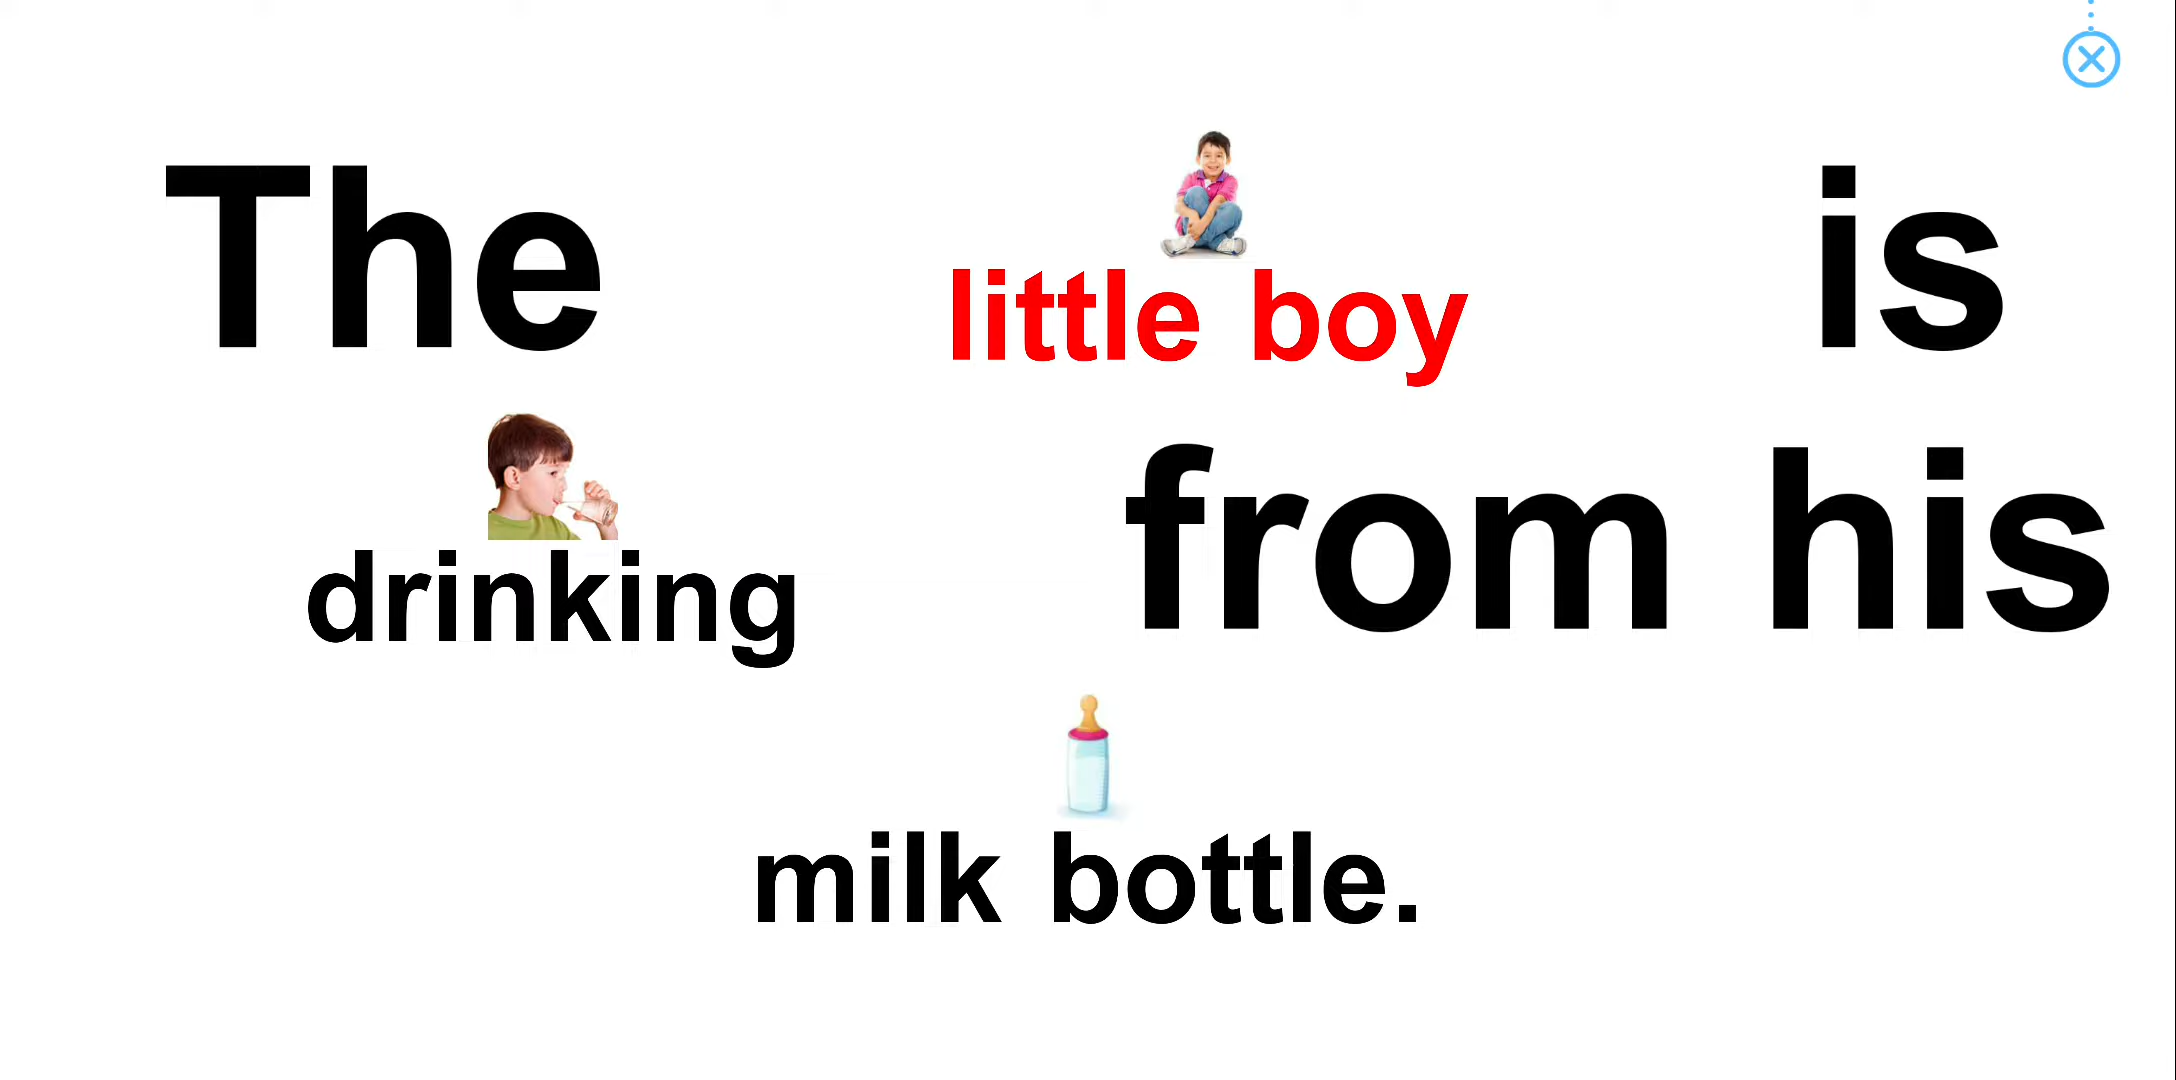 The little boy is
drinking from his
milk bottle.